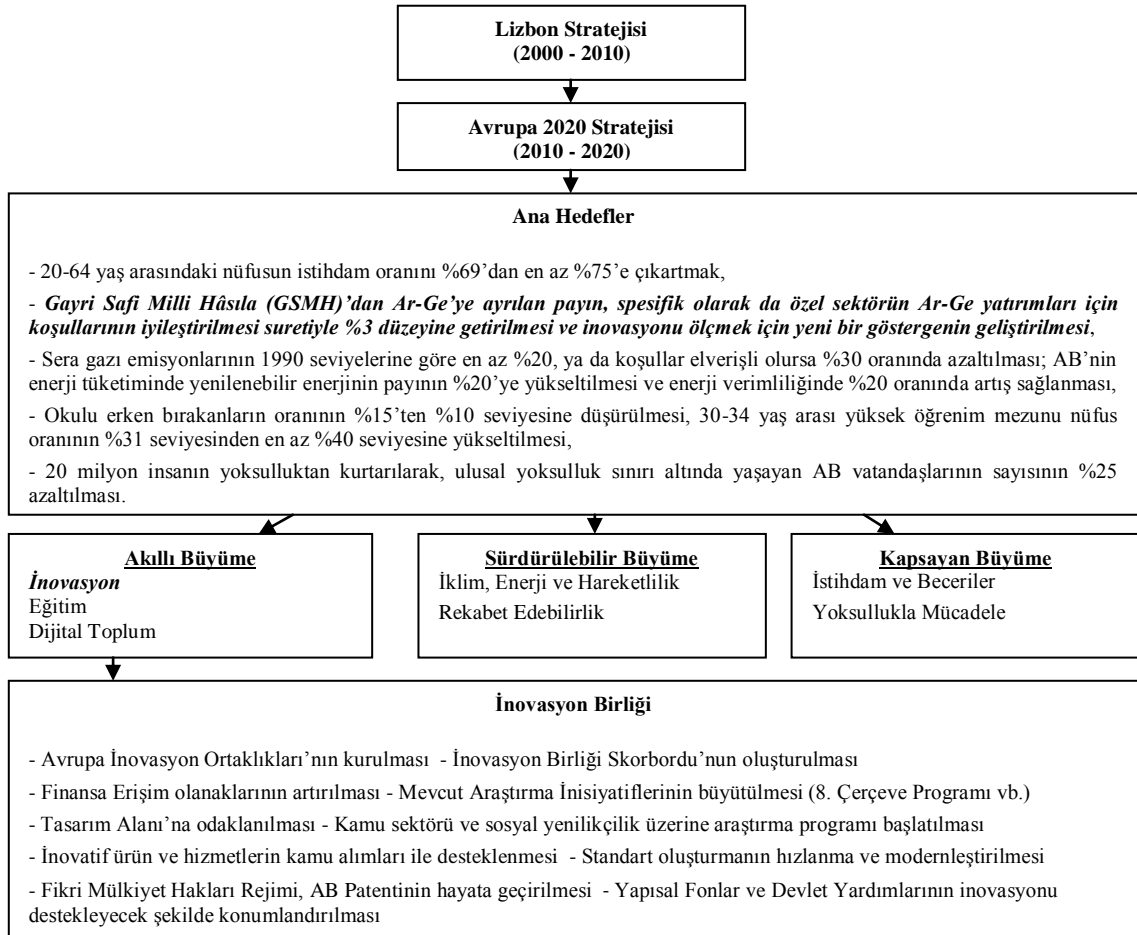 Lizbon Stratejisi
(2000 - 2010)
Avrupa 2020 Stratejisi
(2010 - 2020)
Ana Hedefler
- 20-64 yaş arasındaki nüfusun istihdam oranını %69’dan en az %75’e çıkartmak,
- Gayri Safi Milli Hâsıla (GSMH)’dan Ar-Ge’ye ayrılan payın, spesifik olarak da özel sektörün Ar-Ge yatırımları için
koşullarının iyileştirilmesi suretiyle %3 düzeyine getirilmesi ve inovasyonu ölçmek için yeni bir göstergenin geliştirilmesi,
- Sera gazı emisyonlarının 1990 seviyelerine göre en az %20, ya da koşullar elverişli olursa %30 oranında azaltılması; AB’nin
enerji tüketiminde yenilenebilir enerjinin payının %20’ye yükseltilmesi ve enerji verimliliğinde %20 oranında artış sağlanması,
- Okulu erken bırakanların oranının %15’ten %10 seviyesine düşürülmesi, 30-34 yaş arası yüksek öğrenim mezunu nüfus
oranının %31 seviyesinden en az %40 seviyesine yükseltilmesi,
- 20 milyon insanın yoksulluktan kurtarılarak, ulusal yoksulluk sınırı altında yaşayan AB vatandaşlarının sayısının %25
azaltılması.
Akıllı Büyüme
İnovasyon
Eğitim
Dijital Toplum
Sürdürülebilir Büyüme
İklim, Enerji ve Hareketlilik
Rekabet Edebilirlik
Kapsayan Büyüme
İstihdam ve Beceriler
Yoksullukla Mücadele
İnovasyon Birliği
- Avrupa İnovasyon Ortaklıkları’nın kurulması - İnovasyon Birliği Skorbordu’nun oluşturulması
- Finansa Erişim olanaklarının artırılması - Mevcut Araştırma İnisiyatiflerinin büyütülmesi (8. Çerçeve Programı vb.)
- Tasarım Alanı’na odaklanılması - Kamu sektörü ve sosyal yenilikçilik üzerine araştırma programı başlatılması
- İnovatif ürün ve hizmetlerin kamu alımları ile desteklenmesi - Standart oluşturmanın hızlanma ve modernleştirilmesi
- Fikri Mülkiyet Hakları Rejimi, AB Patentinin hayata geçirilmesi - Yapısal Fonlar ve Devlet Yardımlarının inovasyonu
destekleyecek şekilde konumlandırılması